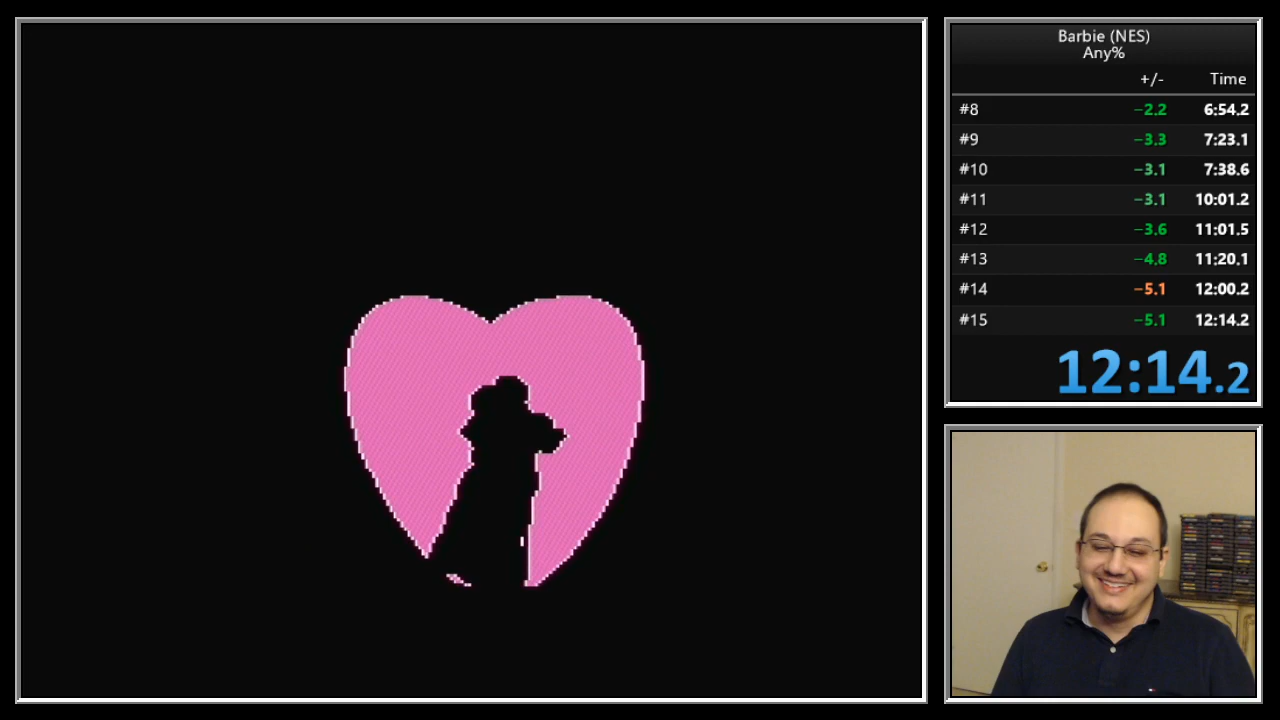 Barbie (NES)
Any%
+/- Time
#8 −2.2 6:54.2
#9 −3.3 7:23.1
#10 −3.1 7:38.6
#11 −3.1 10:01.2
#12 −3.6 11:01.5
#13 −4.8 11:20.1
#14 −5.1 12:00.2
#15 −5.1 12:14.2
12:14.2